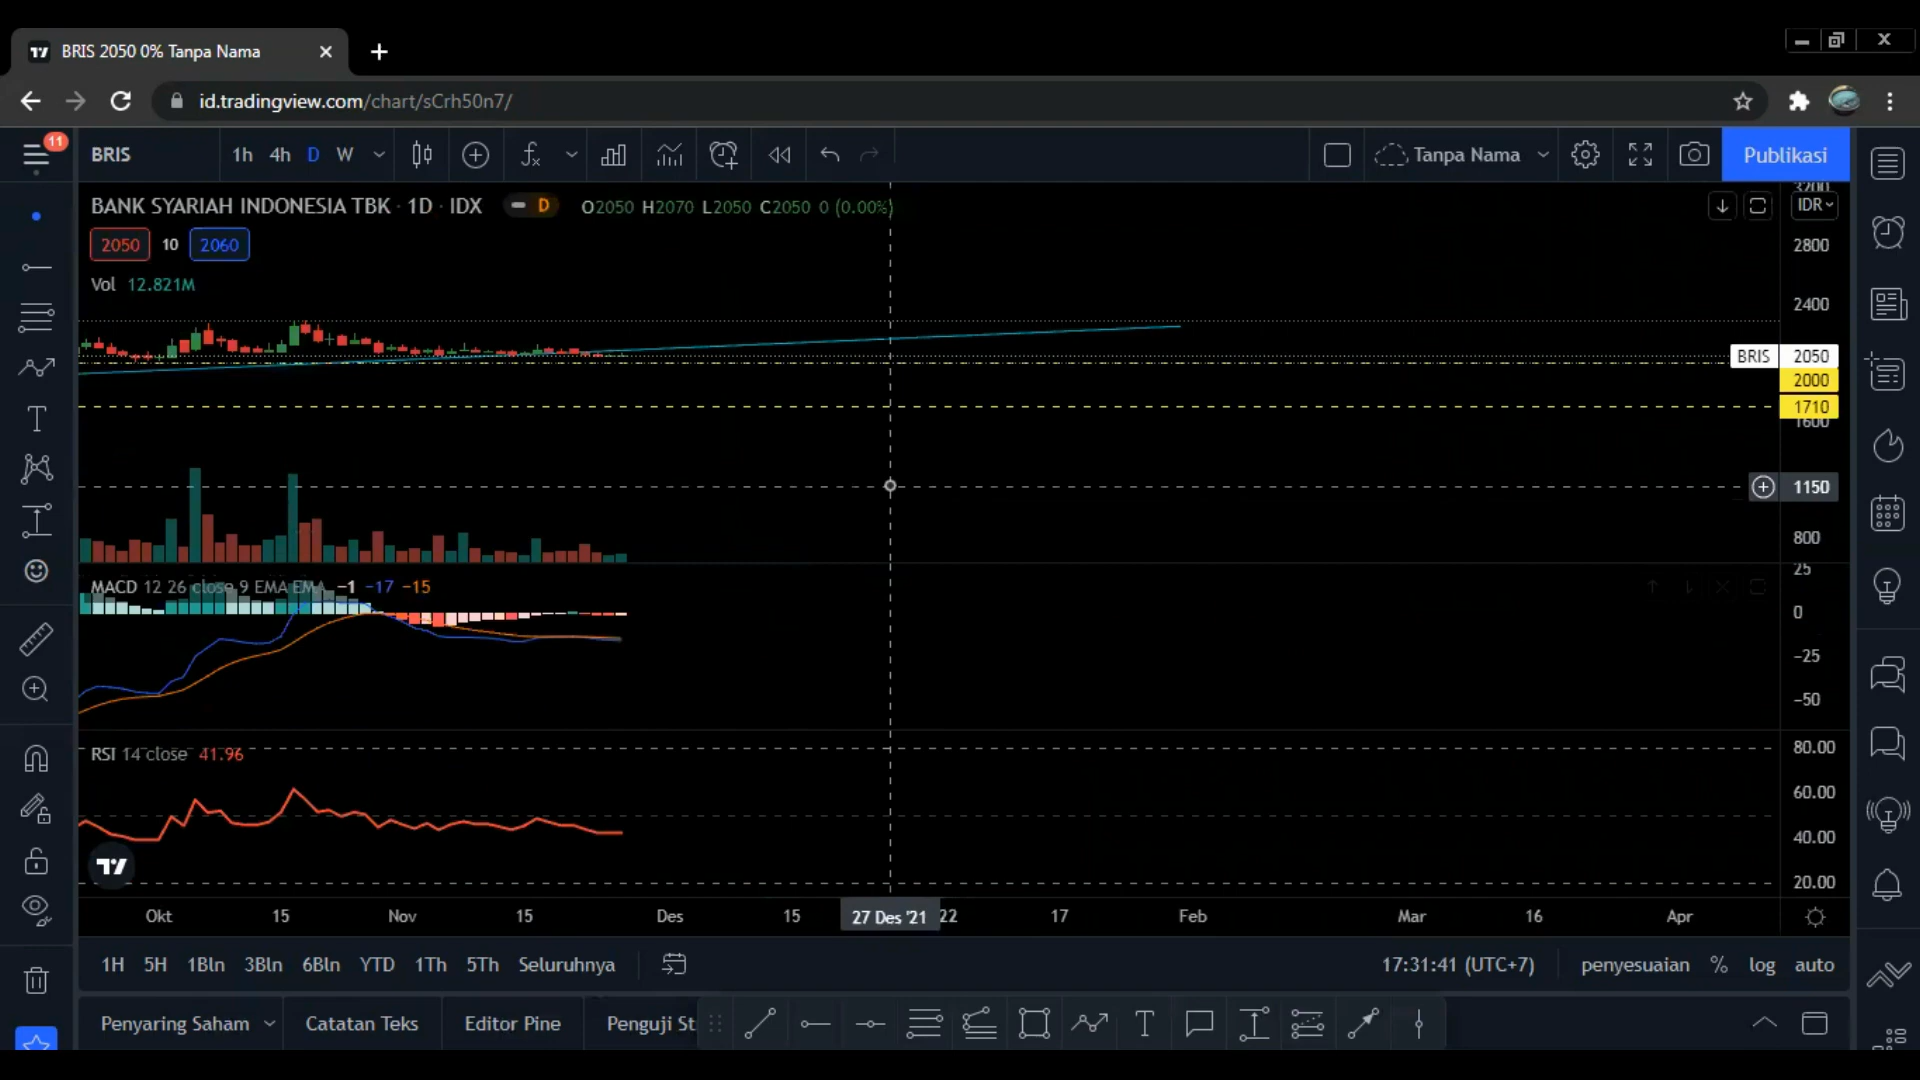 BRIS 2050 0% Tanpa Nama
id.tradingview.com/chart/sCrh50n7/
11
BRIS 1h 4h D W Tanpa Nama Publikasi
BANK SYARIAH INDONESIA TBK · 1D · IDX D O2050 H2070 L2050 C2050 0 (0.00%)
3200
IDR
2050 10 2060
2800
Vol 12.821M
2400
BRIS 2050
2000
1710
1600
1150
800
25
MACD 12 26 close 9 EMA EMA −1 −17 −15
0
−25
−50
RSI 14 close 41.96
80.00
60.00
40.00
20.00
Okt 15 Nov 15 Des 15 27 Des '21 22 17 Feb Mar 16 Apr
1H 5H 1Bln 3Bln 6Bln YTD 1Th 5Th Seluruhnya 17:31:41 (UTC+7) penyesuaian % log auto
Penyaring Saham Catatan Teks Editor Pine Penguji St